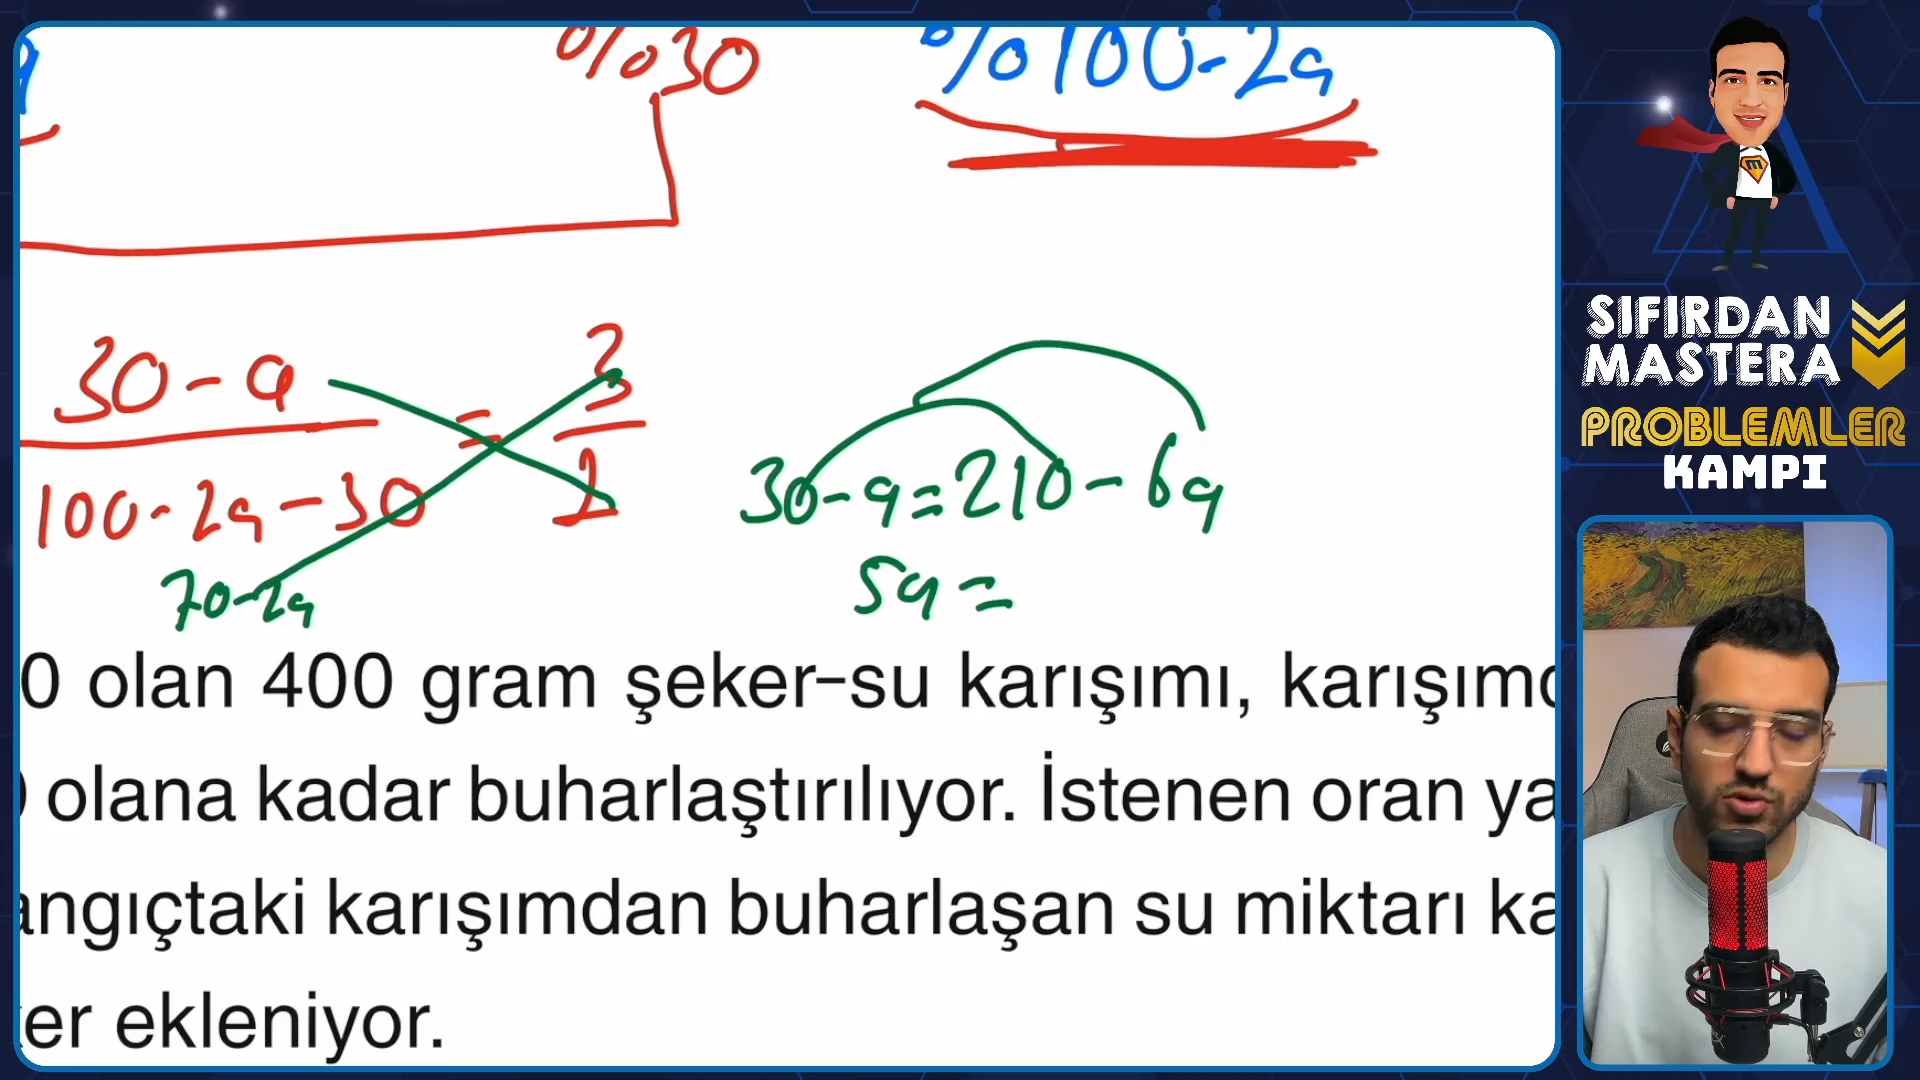 %30
%100-2a
30-a
100-2a-30
=
3
70-2a
30-a=210-6a
5a=
0 olan 400 gram şeker-su karışımı, karışım
olana kadar buharlaştırılıyor. İstenen oran ya
angıçtaki karışımdan buharlaşan su miktarı ka
er ekleniyor.
SIFIRDAN
MASTERA
PROBLEMLER
KAMPI